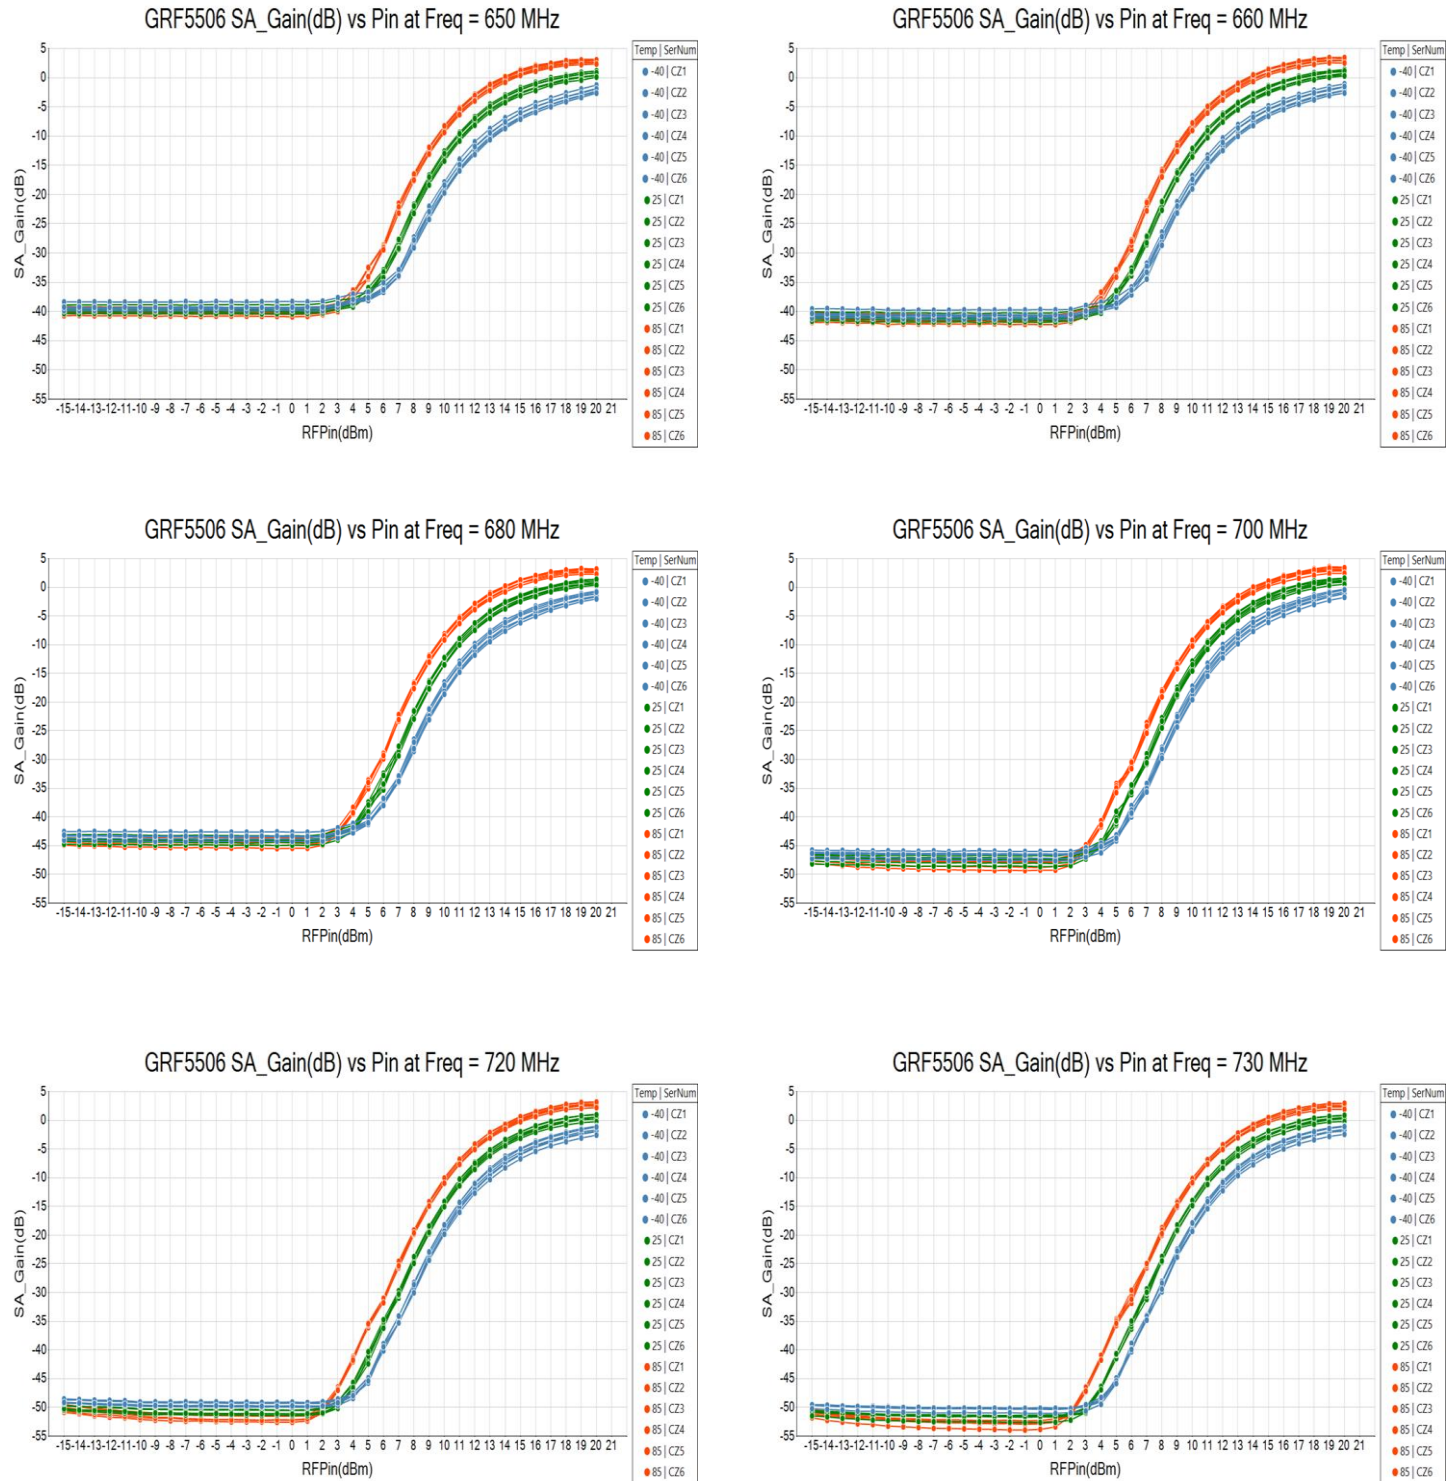 GRF5506 SA_Gain(dB) vs Pin at Freq = 650 MHz
5
0
-5
-10
-15
-20
-25
-30
-35
-40
-45
-50
-55
SA_Gain(dB)
-15 -14 -13 -12 -11 -10 -9 -8 -7 -6 -5 -4 -3 -2 -1 0 1 2 3 4 5 6 7 8 9 10 11 12 13 14 15 16 17 18 19 20 21
RFPin(dBm)
Temp | SerNum
-40 | CZ1
-40 | CZ2
-40 | CZ3
-40 | CZ4
-40 | CZ5
-40 | CZ6
25 | CZ1
25 | CZ2
25 | CZ3
25 | CZ4
25 | CZ5
25 | CZ6
85 | CZ1
85 | CZ2
85 | CZ3
85 | CZ4
85 | CZ5
85 | CZ6
GRF5506 SA_Gain(dB) vs Pin at Freq = 660 MHz
5
0
-5
-10
-15
-20
-25
-30
-35
-40
-45
-50
-55
SA_Gain(dB)
-15 -14 -13 -12 -11 -10 -9 -8 -7 -6 -5 -4 -3 -2 -1 0 1 2 3 4 5 6 7 8 9 10 11 12 13 14 15 16 17 18 19 20 21
RFPin(dBm)
Temp | SerNum
-40 | CZ1
-40 | CZ2
-40 | CZ3
-40 | CZ4
-40 | CZ5
-40 | CZ6
25 | CZ1
25 | CZ2
25 | CZ3
25 | CZ4
25 | CZ5
25 | CZ6
85 | CZ1
85 | CZ2
85 | CZ3
85 | CZ4
85 | CZ5
85 | CZ6
GRF5506 SA_Gain(dB) vs Pin at Freq = 680 MHz
5
0
-5
-10
-15
-20
-25
-30
-35
-40
-45
-50
-55
SA_Gain(dB)
-15 -14 -13 -12 -11 -10 -9 -8 -7 -6 -5 -4 -3 -2 -1 0 1 2 3 4 5 6 7 8 9 10 11 12 13 14 15 16 17 18 19 20 21
RFPin(dBm)
Temp | SerNum
-40 | CZ1
-40 | CZ2
-40 | CZ3
-40 | CZ4
-40 | CZ5
-40 | CZ6
25 | CZ1
25 | CZ2
25 | CZ3
25 | CZ4
25 | CZ5
25 | CZ6
85 | CZ1
85 | CZ2
85 | CZ3
85 | CZ4
85 | CZ5
85 | CZ6
GRF5506 SA_Gain(dB) vs Pin at Freq = 700 MHz
5
0
-5
-10
-15
-20
-25
-30
-35
-40
-45
-50
-55
SA_Gain(dB)
-15 -14 -13 -12 -11 -10 -9 -8 -7 -6 -5 -4 -3 -2 -1 0 1 2 3 4 5 6 7 8 9 10 11 12 13 14 15 16 17 18 19 20 21
RFPin(dBm)
Temp | SerNum
-40 | CZ1
-40 | CZ2
-40 | CZ3
-40 | CZ4
-40 | CZ5
-40 | CZ6
25 | CZ1
25 | CZ2
25 | CZ3
25 | CZ4
25 | CZ5
25 | CZ6
85 | CZ1
85 | CZ2
85 | CZ3
85 | CZ4
85 | CZ5
85 | CZ6
GRF5506 SA_Gain(dB) vs Pin at Freq = 720 MHz
5
0
-5
-10
-15
-20
-25
-30
-35
-40
-45
-50
-55
SA_Gain(dB)
-15 -14 -13 -12 -11 -10 -9 -8 -7 -6 -5 -4 -3 -2 -1 0 1 2 3 4 5 6 7 8 9 10 11 12 13 14 15 16 17 18 19 20 21
RFPin(dBm)
Temp | SerNum
-40 | CZ1
-40 | CZ2
-40 | CZ3
-40 | CZ4
-40 | CZ5
-40 | CZ6
25 | CZ1
25 | CZ2
25 | CZ3
25 | CZ4
25 | CZ5
25 | CZ6
85 | CZ1
85 | CZ2
85 | CZ3
85 | CZ4
85 | CZ5
85 | CZ6
GRF5506 SA_Gain(dB) vs Pin at Freq = 730 MHz
5
0
-5
-10
-15
-20
-25
-30
-35
-40
-45
-50
-55
SA_Gain(dB)
-15 -14 -13 -12 -11 -10 -9 -8 -7 -6 -5 -4 -3 -2 -1 0 1 2 3 4 5 6 7 8 9 10 11 12 13 14 15 16 17 18 19 20 21
RFPin(dBm)
Temp | SerNum
-40 | CZ1
-40 | CZ2
-40 | CZ3
-40 | CZ4
-40 | CZ5
-40 | CZ6
25 | CZ1
25 | CZ2
25 | CZ3
25 | CZ4
25 | CZ5
25 | CZ6
85 | CZ1
85 | CZ2
85 | CZ3
85 | CZ4
85 | CZ5
85 | CZ6